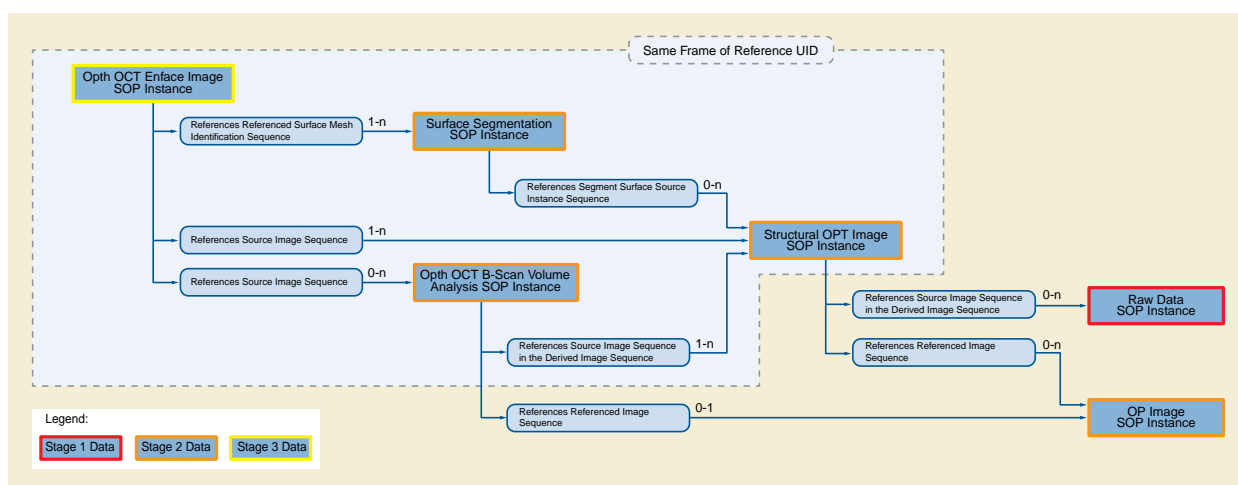 Same Frame of Reference UID
Opth OCT Enface Image
SOP Instance
References Referenced Surface Mesh
Identification Sequence
1-n
Surface Segmentation
SOP Instance
References Segment Surface Source
Instance Sequence
0-n
References Source Image Sequence
1-n
Structural OPT Image
SOP Instance
References Source Image Sequence
0-n
Opth OCT B-Scan Volume
Analysis SOP Instance
References Source Image Sequence
in the Derived Image Sequence
0-n
Raw Data
SOP Instance
References Source Image Sequence
in the Derived Image Sequence
1-n
References Referenced Image
Sequence
0-n
References Referenced Image
Sequence
0-1
OP Image
SOP Instance
Legend:
Stage 1 Data
Stage 2 Data
Stage 3 Data